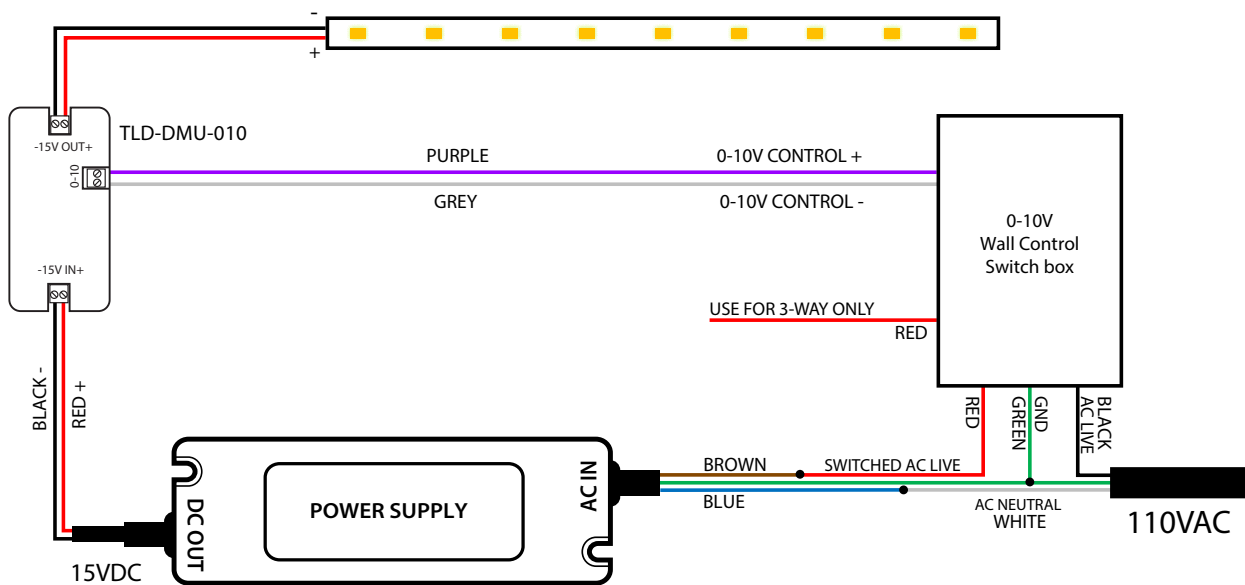 -
+
TLD-DMU-010
-15V OUT+
0-10
PURPLE
0-10V CONTROL +
GREY
0-10V CONTROL -
0-10V
Wall Control
Switch box
-15V IN+
USE FOR 3-WAY ONLY
RED
BLACK -
RED +
RED
GREEN
GND
BLACK
AC LIVE
POWER SUPPLY
AC IN
DC OUT
BROWN
SWITCHED AC LIVE
BLUE
AC NEUTRAL
WHITE
110VAC
15VDC